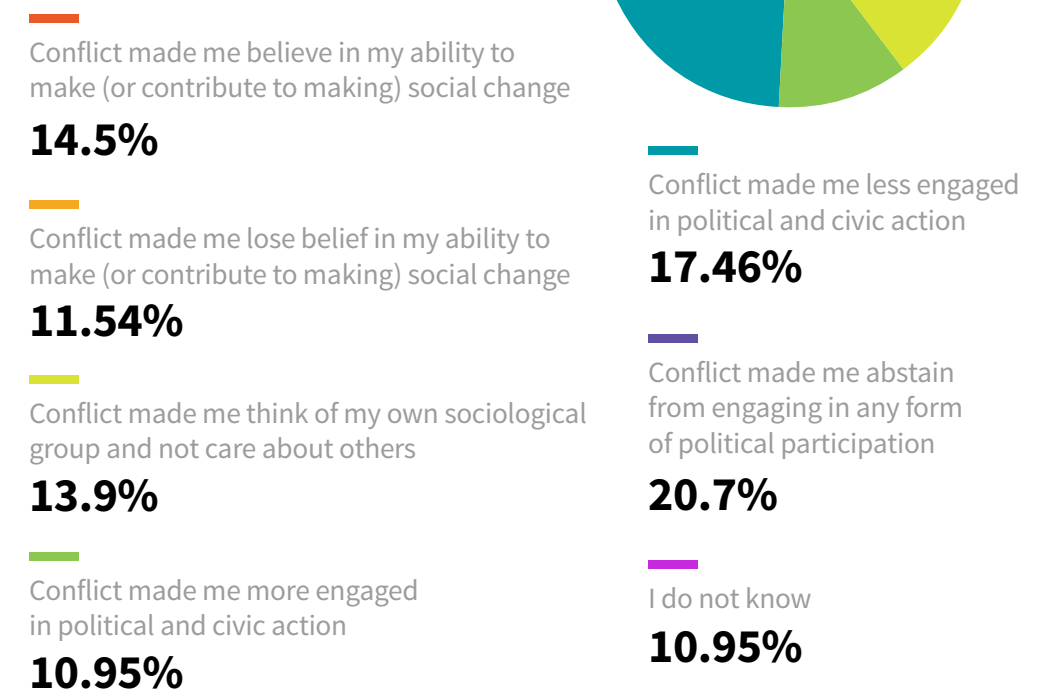 Conflict made me believe in my ability to
make (or contribute to making) social change
14.5%
Conflict made me lose belief in my ability to
make (or contribute to making) social change
11.54%
Conflict made me think of my own sociological
group and not care about others
13.9%
Conflict made me more engaged
in political and civic action
10.95%
Conflict made me less engaged
in political and civic action
17.46%
Conflict made me abstain
from engaging in any form
of political participation
20.7%
I do not know
10.95%